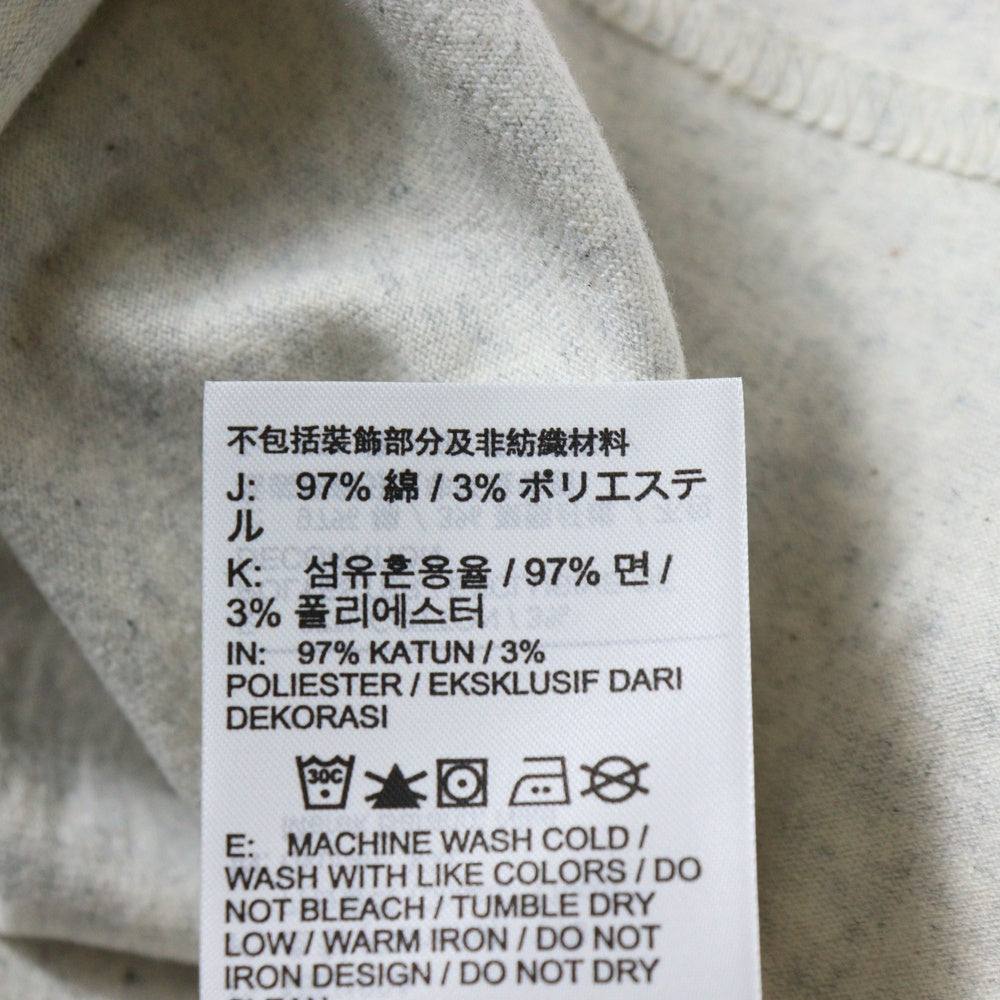 不包括裝飾部分及非紡織材料
J: 97% 綿 / 3% ポリエステ
ル
K: 섬유혼용율 / 97% 면 /
3% 폴리에스터
IN: 97% KATUN / 3%
POLIESTER / EKSKLUSIF DARI
DEKORASI
30C
E: MACHINE WASH COLD /
WASH WITH LIKE COLORS / DO
NOT BLEACH / TUMBLE DRY
LOW / WARM IRON / DO NOT
IRON DESIGN / DO NOT DRY